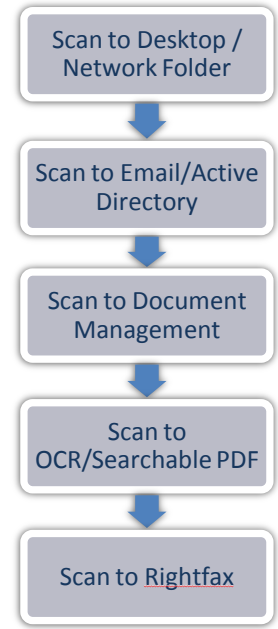 Scan to Desktop /
Network Folder
Scan to Email/Active
Directory
Scan to Document
Management
Scan to
OCR/Searchable PDF
Scan to Rightfax